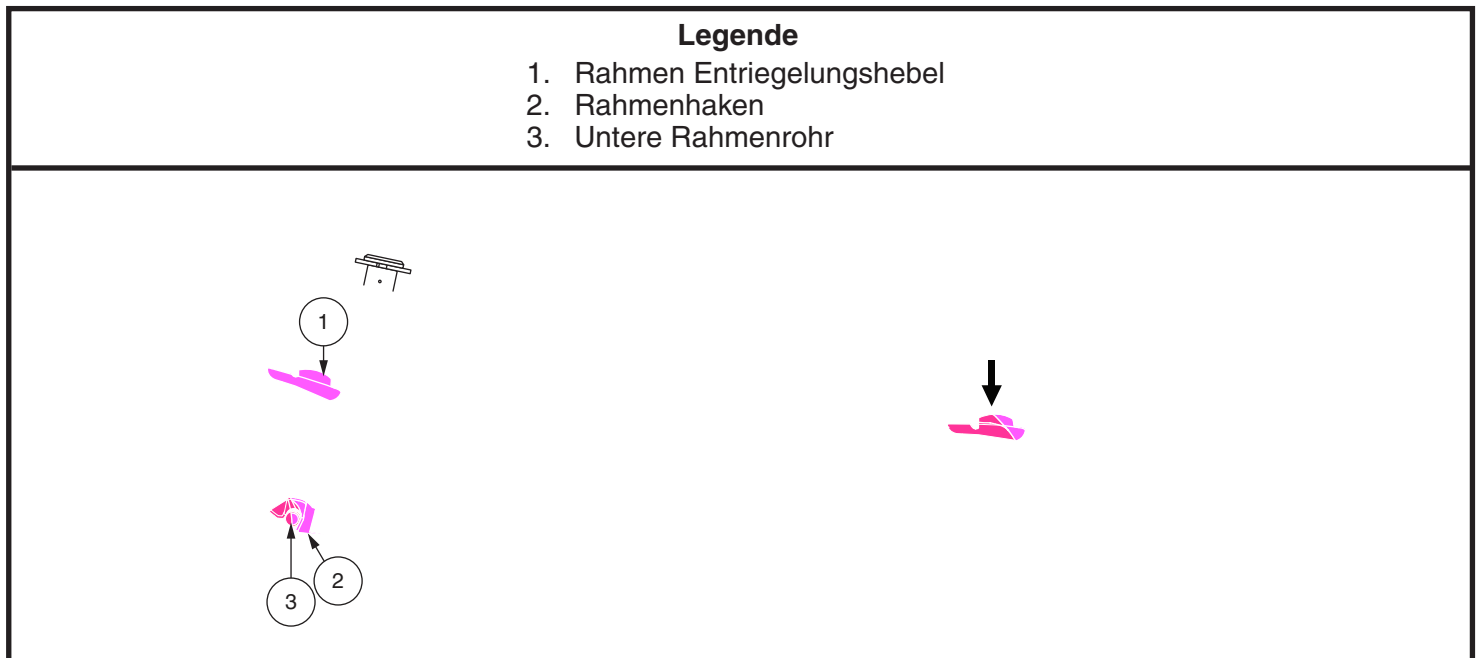 Legende
1. Rahmen Entriegelungshebel
2. Rahmenhaken
3. Untere Rahmenrohr
1
2
3